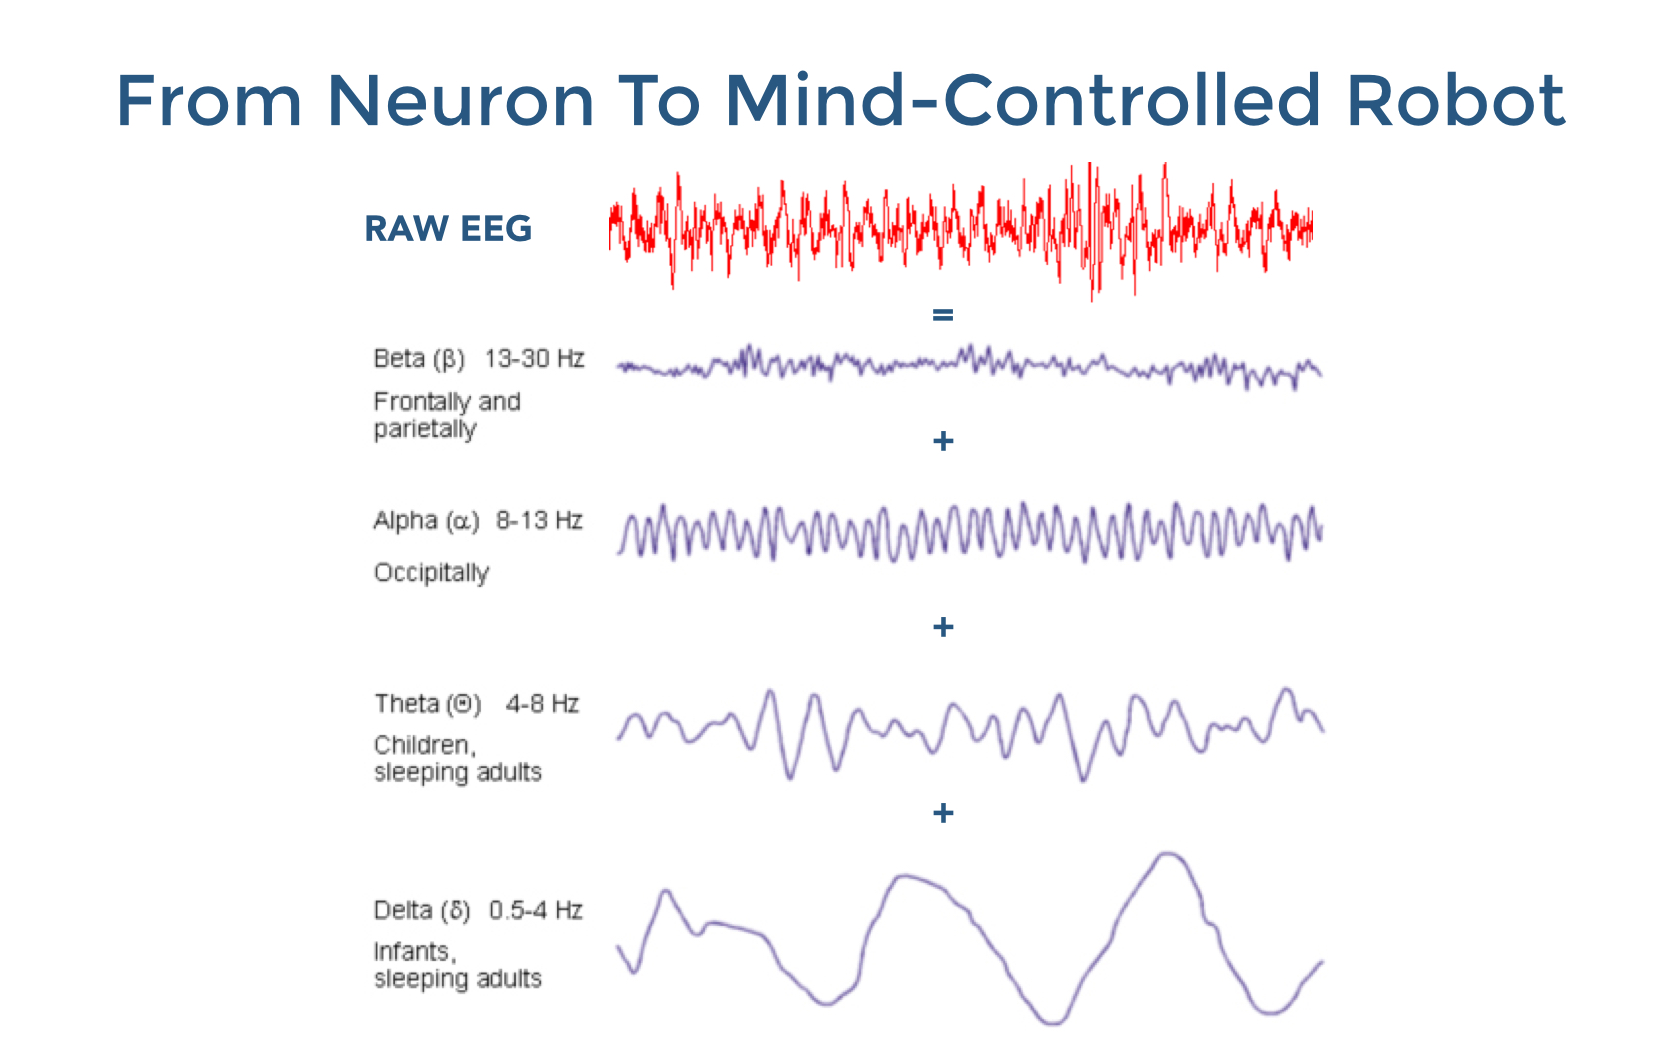 From Neuron To Mind-Controlled Robot
RAW EEG
=
Beta (β) 13-30 Hz
Frontally and
parietally
+
Alpha (α) 8-13 Hz
Occipitally
+
Theta (Θ) 4-8 Hz
Children,
sleeping adults
+
Delta (δ) 0.5-4 Hz
Infants,
sleeping adults